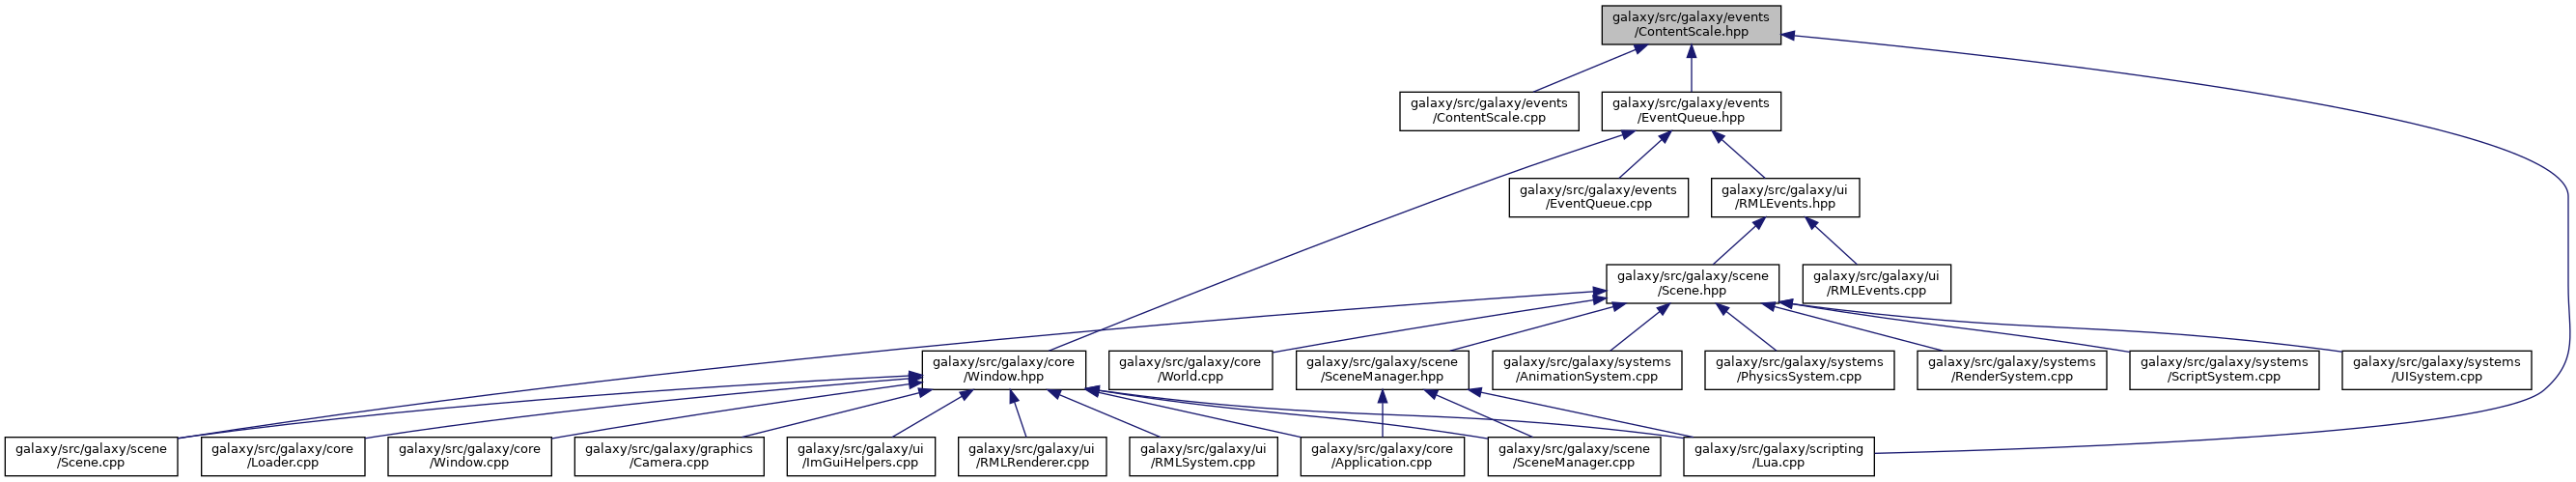 galaxy/src/galaxy/events
/ContentScale.hpp
galaxy/src/galaxy/events
/ContentScale.cpp
galaxy/src/galaxy/events
/EventQueue.hpp
galaxy/src/galaxy/events
/EventQueue.cpp
galaxy/src/galaxy/ui
/RMLEvents.hpp
galaxy/src/galaxy/scene
/Scene.hpp
galaxy/src/galaxy/ui
/RMLEvents.cpp
galaxy/src/galaxy/core
/Window.hpp
galaxy/src/galaxy/core
/World.cpp
galaxy/src/galaxy/scene
/SceneManager.hpp
galaxy/src/galaxy/systems
/AnimationSystem.cpp
galaxy/src/galaxy/systems
/PhysicsSystem.cpp
galaxy/src/galaxy/systems
/RenderSystem.cpp
galaxy/src/galaxy/systems
/ScriptSystem.cpp
galaxy/src/galaxy/systems
/UISystem.cpp
galaxy/src/galaxy/scene
/Scene.cpp
galaxy/src/galaxy/core
/Loader.cpp
galaxy/src/galaxy/core
/Window.cpp
galaxy/src/galaxy/graphics
/Camera.cpp
galaxy/src/galaxy/ui
/ImGuiHelpers.cpp
galaxy/src/galaxy/ui
/RMLRenderer.cpp
galaxy/src/galaxy/ui
/RMLSystem.cpp
galaxy/src/galaxy/core
/Application.cpp
galaxy/src/galaxy/scene
/SceneManager.cpp
galaxy/src/galaxy/scripting
/Lua.cpp